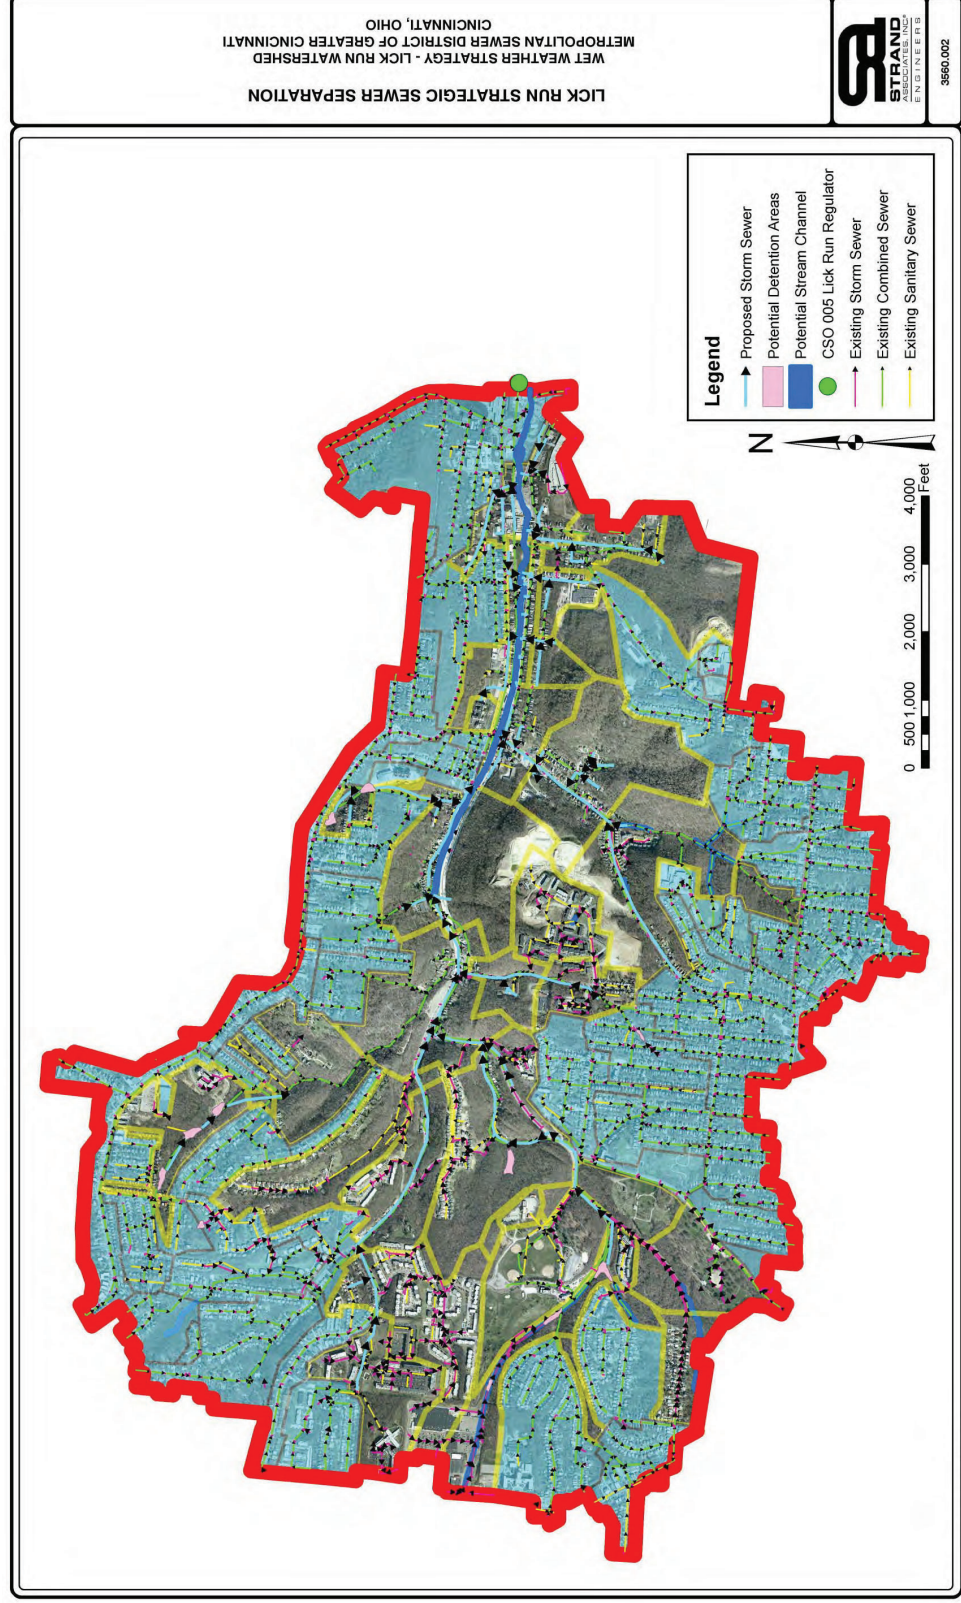 LICK RUN STRATEGIC SEWER SEPARATION
WET WEATHER STRATEGY - LICK RUN WATERSHED
METROPOLITAN SEWER DISTRICT OF GREATER CINCINNATI
CINCINNATI, OHIO
STRAND
ASSOCIATES, INC®
ENGINEERS
3560.002
Legend
Proposed Storm Sewer
Potential Detention Areas
Potential Stream Channel
CSO 005 Lick Run Regulator
Existing Storm Sewer
Existing Combined Sewer
Existing Sanitary Sewer
N
0 500 1,000 2,000 3,000 4,000
Feet